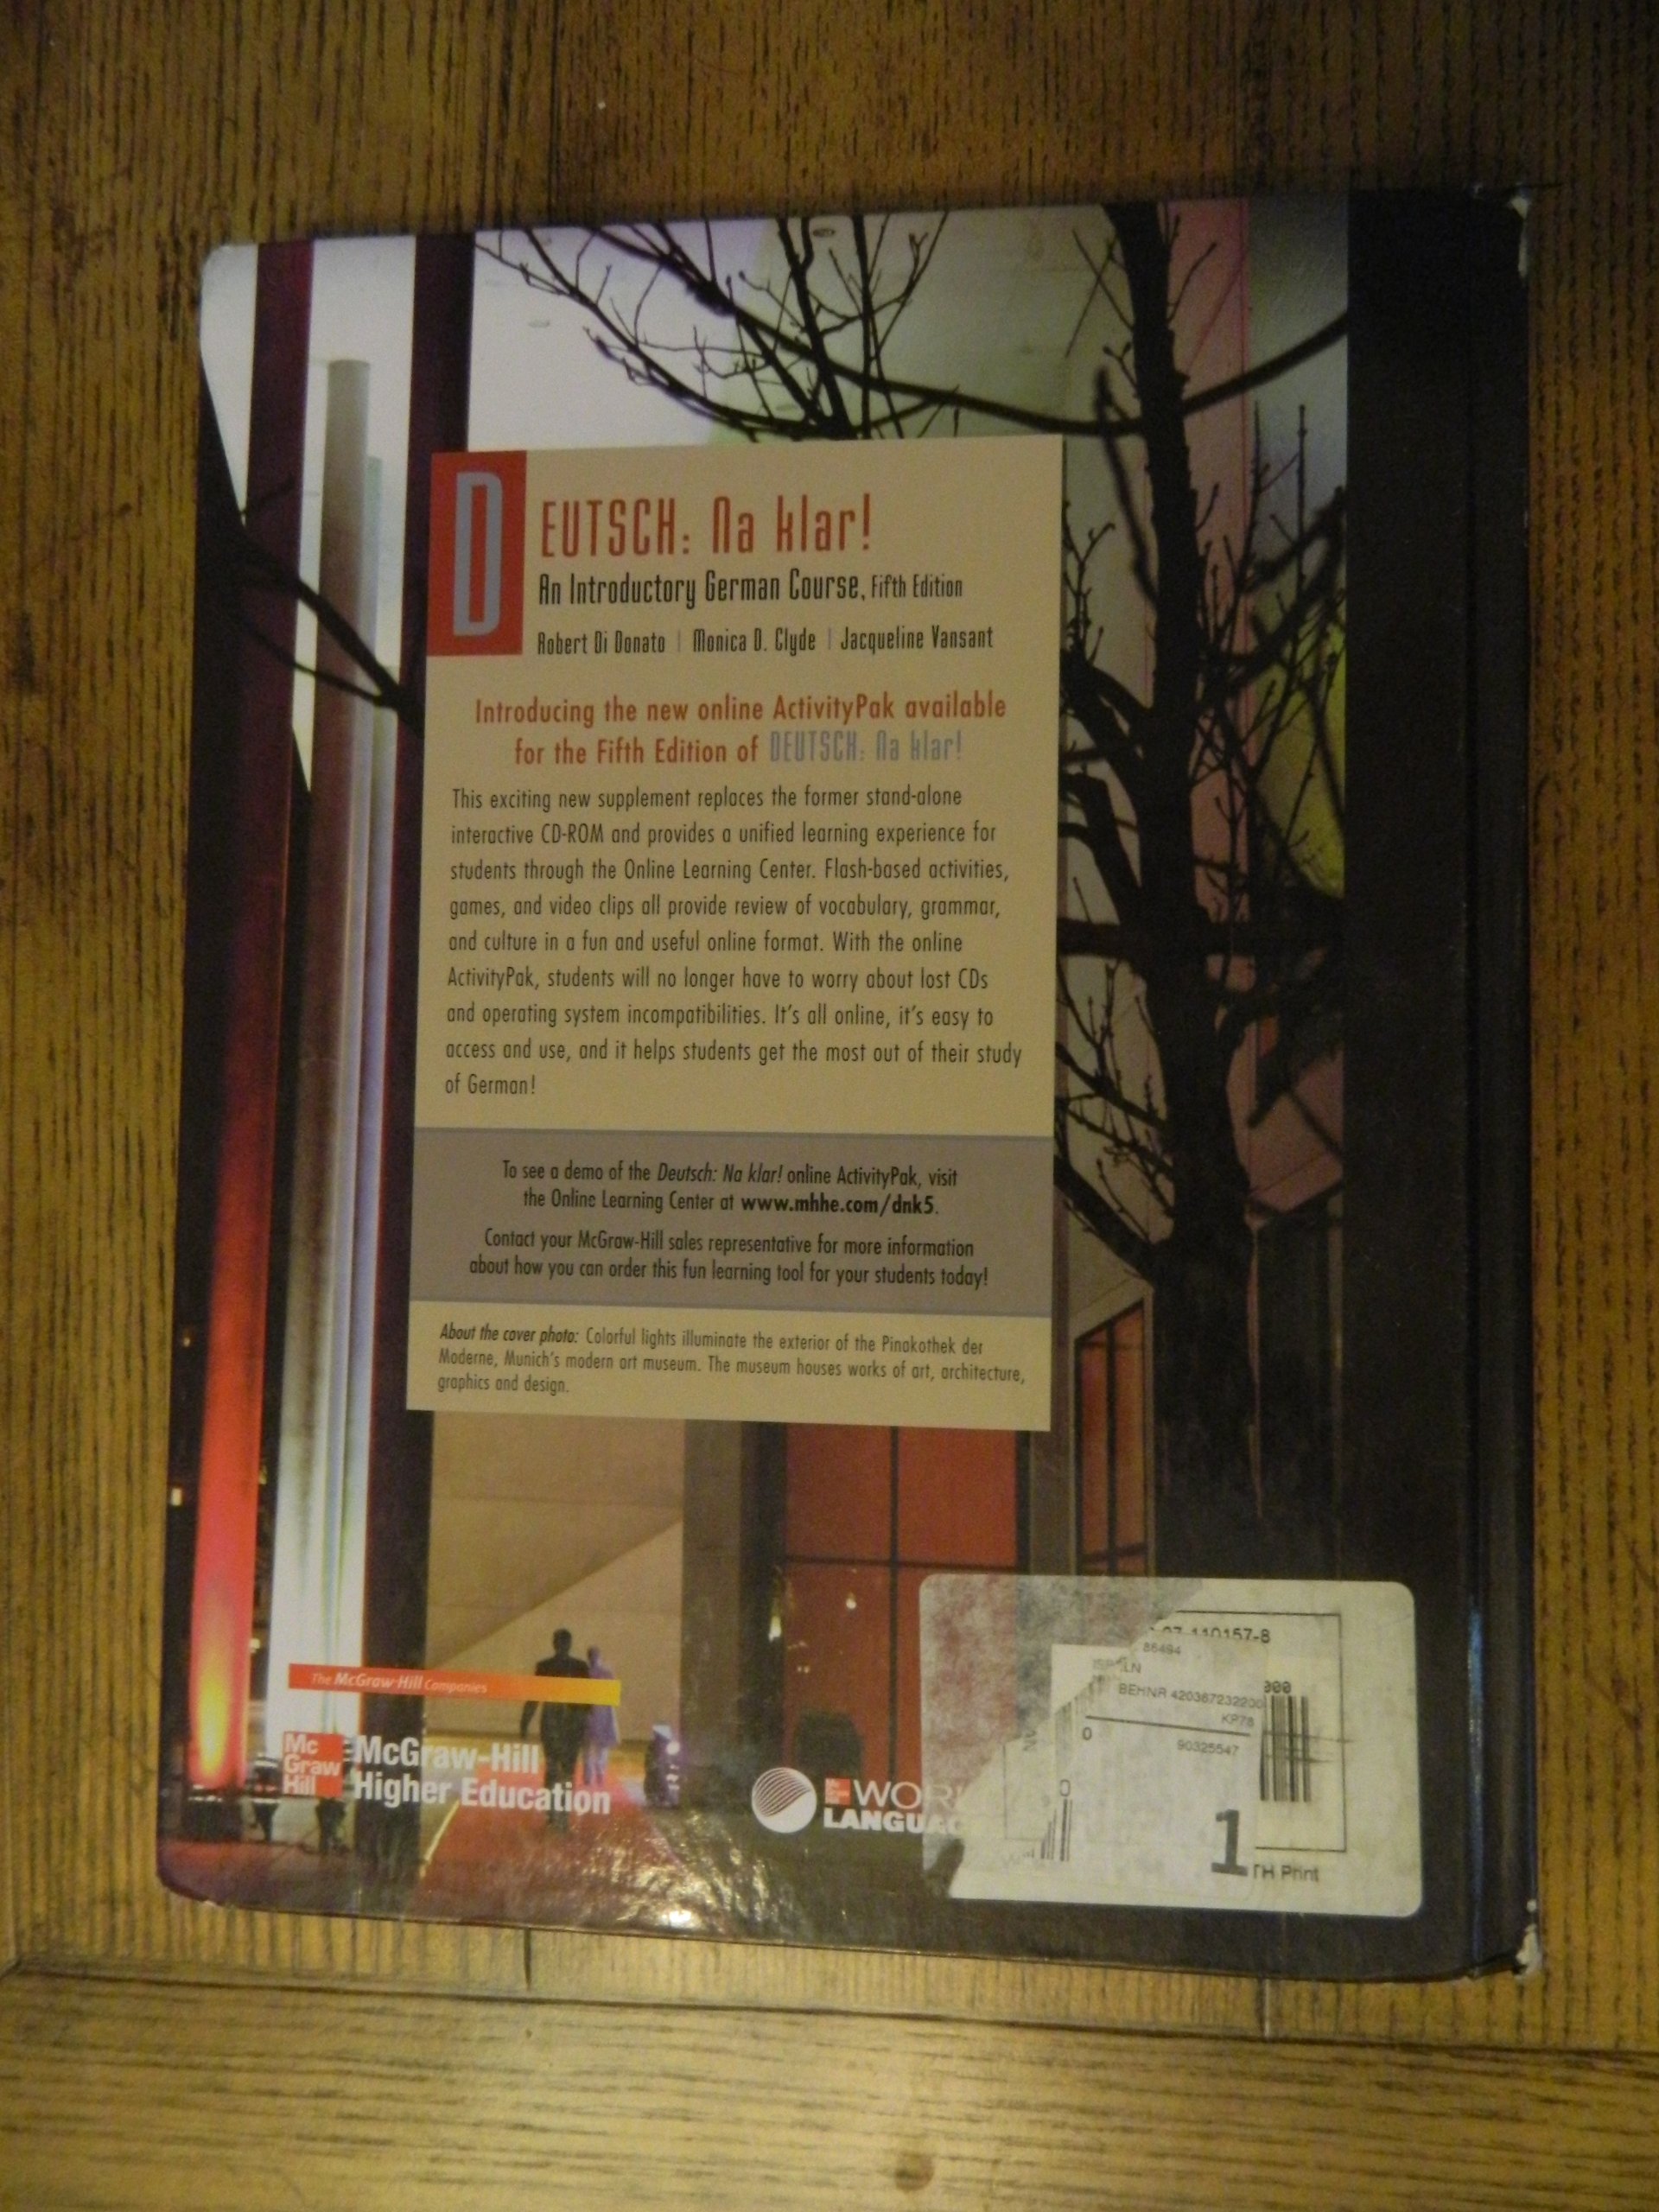 DEUTSCH: Na klar!
An Introductory German Course, Fifth Edition
Robert Di Donato | Monica D. Clyde | Jacqueline Vansant
Introducing the new online ActivityPak available
for the Fifth Edition of DEUTSCH: Na klar!
This exciting new supplement replaces the former stand-alone
interactive CD-ROM and provides a unified learning experience for
students through the Online Learning Center. Flash-based activities,
games, and video clips all provide review of vocabulary, grammar,
and culture in a fun and useful online format. With the online
ActivityPak, students will no longer have to worry about lost CDs
and operating system incompatibilities. It's all online, it's easy to
access and use, and it helps students get the most out of their study
of German!
To see a demo of the Deutsch: Na klar! online ActivityPak, visit
the Online Learning Center at www.mhhe.com/dnk5.
Contact your McGraw-Hill sales representative for more information
about how you can order this fun learning tool for your students today!
About the cover photo: Colorful lights illuminate the exterior of the Pinakothek der
Moderne, Munich's modern art museum. The museum houses works of art, architecture,
graphics and design.
The McGraw-Hill Companies
Mc
Graw
Hill
McGraw-Hill
Higher Education
WOR
LANGUA
110157-8
86494
BEHNR 420367232200
KP78
0
90325547
900
0
1
TH Print